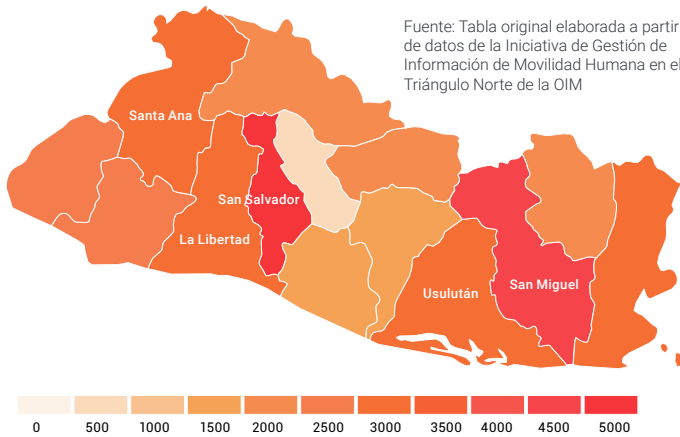 Fuente: Tabla original elaborada a partir
de datos de la Iniciativa de Gestión de
Información de Movilidad Humana en el
Triángulo Norte de la OIM
Santa Ana
San Salvador
La Libertad
Usulután
San Miguel
0 500 1000 1500 2000 2500 3000 3500 4000 4500 5000